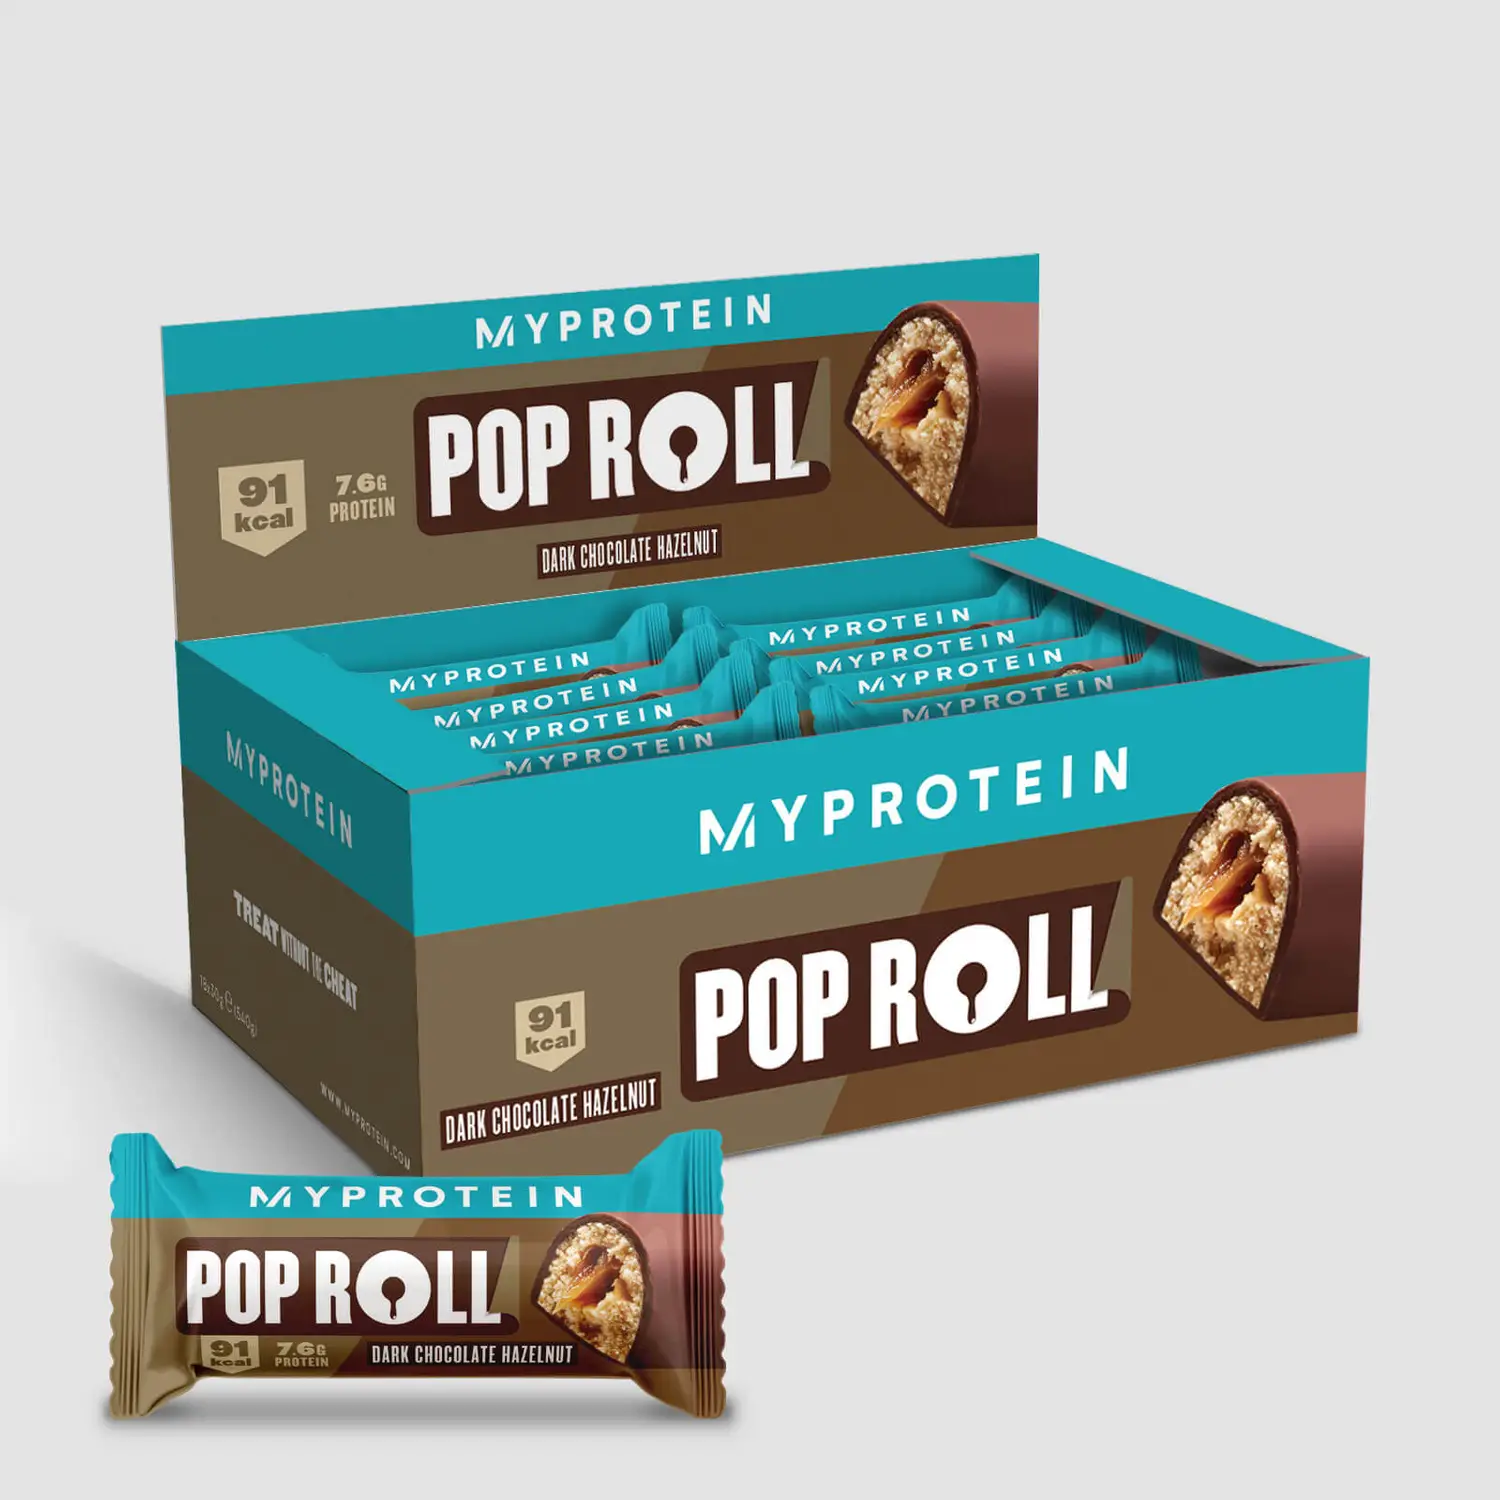 MYPROTEIN
POP ROLL
91
kcal
7.6G
PROTEIN
DARK CHOCOLATE HAZELNUT
MYPROTEIN
MYPROTEIN
MYPROTEIN
MYPROTEIN
MYPROTEIN
MYPROTEIN
MYPROTEIN
MYPROTEIN
MYPROTEIN
TREAT WITHOUT THE CHEAT
18x30g ℮ (540g)
WWW.MYPROTEIN.COM
MYPROTEIN
POP ROLL
91
kcal
DARK CHOCOLATE HAZELNUT
MYPROTEIN
POP ROLL
91
kcal
7.6G
PROTEIN
DARK CHOCOLATE HAZELNUT